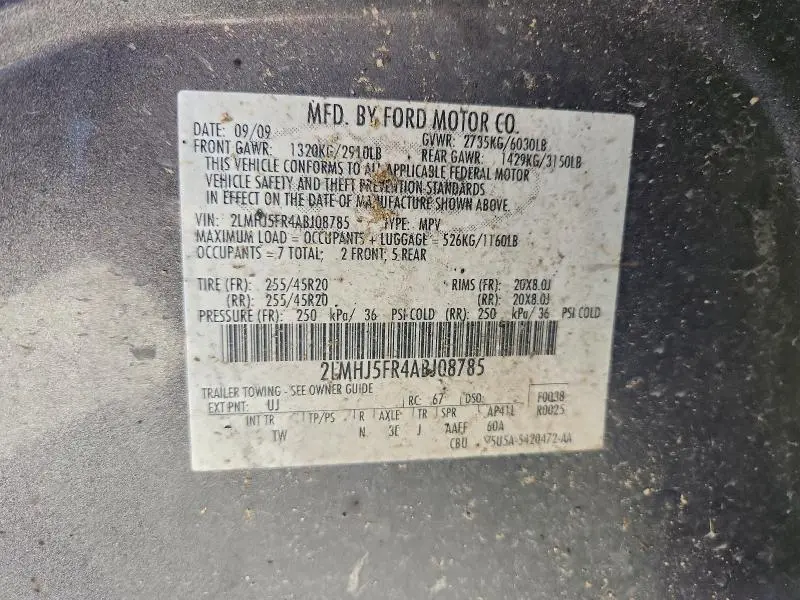 MFD. BY FORD MOTOR CO.
DATE: 09/09 GVWR: 2735KG/6030LB
FRONT GAWR: 1320KG/2910LB REAR GAWR: 1429KG/3150LB
THIS VEHICLE CONFORMS TO ALL APPLICABLE FEDERAL MOTOR
VEHICLE SAFETY AND THEFT PREVENTION STANDARDS
IN EFFECT ON THE DATE OF MANUFACTURE SHOWN ABOVE.
VIN: 2LMHJ5FR4ABJ08785 TYPE: MPV
MAXIMUM LOAD = OCCUPANTS + LUGGAGE = 526KG/1160LB
OCCUPANTS = 7 TOTAL; 2 FRONT, 5 REAR
TIRE (FR): 255/45R20 RIMS (FR): 20X8.0J
(RR): 255/45R20 (RR): 20X8.0J
PRESSURE (FR): 250 kPa/ 36 PSI COLD (RR): 250 kPa/ 36 PSI COLD
2LMHJ5FR4ABJ08785
TRAILER TOWING - SEE OWNER GUIDE
EXT PNT: UJ RC: 67 DSO: F0038
INT TR TP/PS R AXLE TR SPR AP4TL R0025
TW N 3E J AAFF 60A
CBU 5U5A-5420472-AA